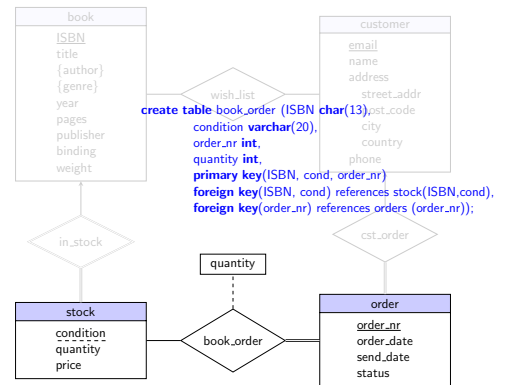 book
ISBN
title
{author}
{genre}
year
pages
publisher
binding
weight
customer
email
name
address
street_addr
post_code
city
country
phone
wish_list
create table book_order (ISBN char(13),
condition varchar(20),
order_nr int,
quantity int,
primary key(ISBN, cond, order_nr)
foreign key(ISBN, cond) references stock(ISBN,cond),
foreign key(order_nr) references orders (order_nr));
in_stock
cst_order
quantity
stock
condition
quantity
price
book_order
order
order_nr
order_date
send_date
status